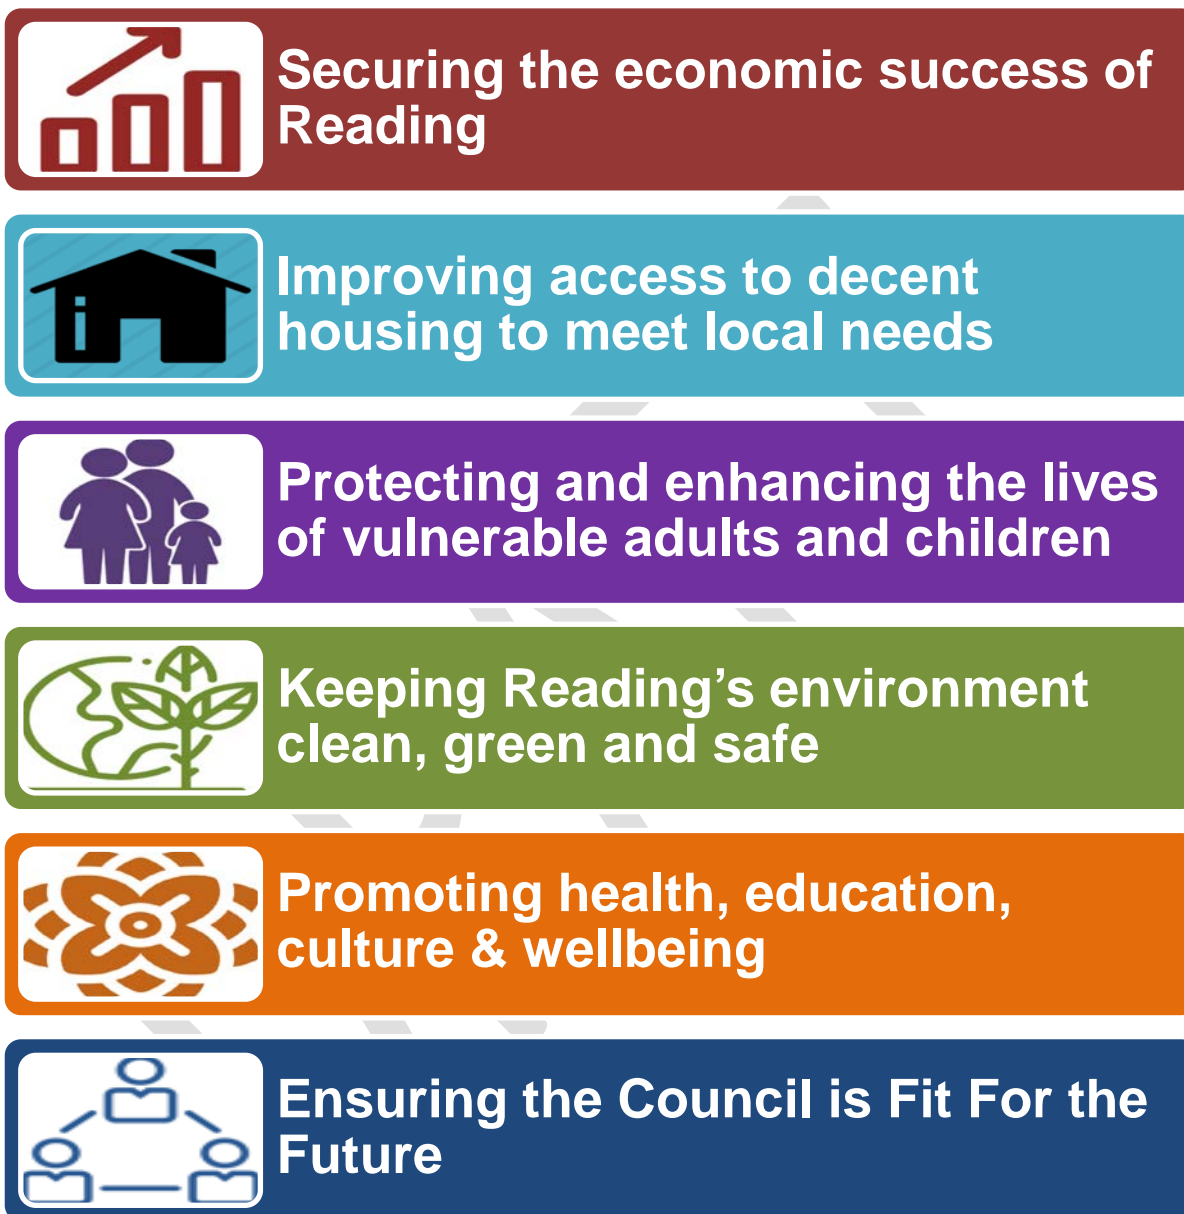 Securing the economic success of
Reading
Improving access to decent
housing to meet local needs
Protecting and enhancing the lives
of vulnerable adults and children
Keeping Reading’s environment
clean, green and safe
Promoting health, education,
culture & wellbeing
Ensuring the Council is Fit For the
Future